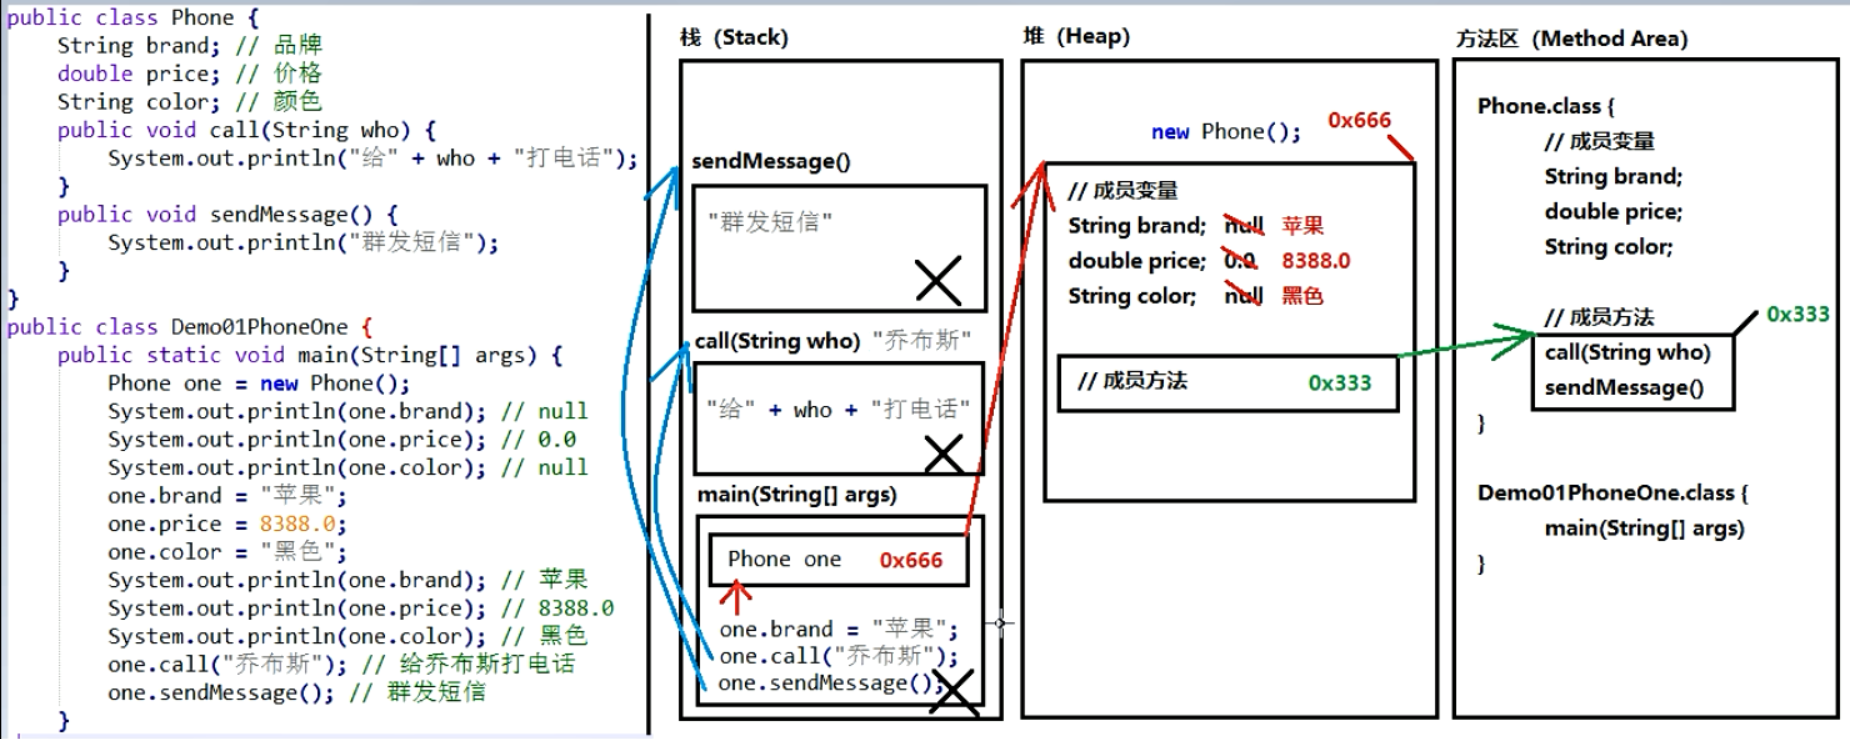 public class Phone {
String brand; // 品牌
double price; // 价格
String color; // 颜色
public void call(String who) {
System.out.println("给" + who + "打电话");
}
public void sendMessage() {
System.out.println("群发短信");
}
}
public class Demo01PhoneOne {
public static void main(String[] args) {
Phone one = new Phone();
System.out.println(one.brand); // null
System.out.println(one.price); // 0.0
System.out.println(one.color); // null
one.brand = "苹果";
one.price = 8388.0;
one.color = "黑色";
System.out.println(one.brand); // 苹果
System.out.println(one.price); // 8388.0
System.out.println(one.color); // 黑色
one.call("乔布斯"); // 给乔布斯打电话
one.sendMessage(); // 群发短信
}
栈（Stack）
sendMessage()
"群发短信"
call(String who) "乔布斯"
"给" + who + "打电话"
main(String[] args)
Phone one 0x666
one.brand = "苹果";
one.call("乔布斯");
one.sendMessage();
堆（Heap）
new Phone(); 0x666
// 成员变量
String brand; null 苹果
double price; 0.0 8388.0
String color; null 黑色
// 成员方法 0x333
方法区（Method Area）
Phone.class {
// 成员变量
String brand;
double price;
String color;
// 成员方法 0x333
call(String who)
sendMessage()
}
Demo01PhoneOne.class {
main(String[] args)
}